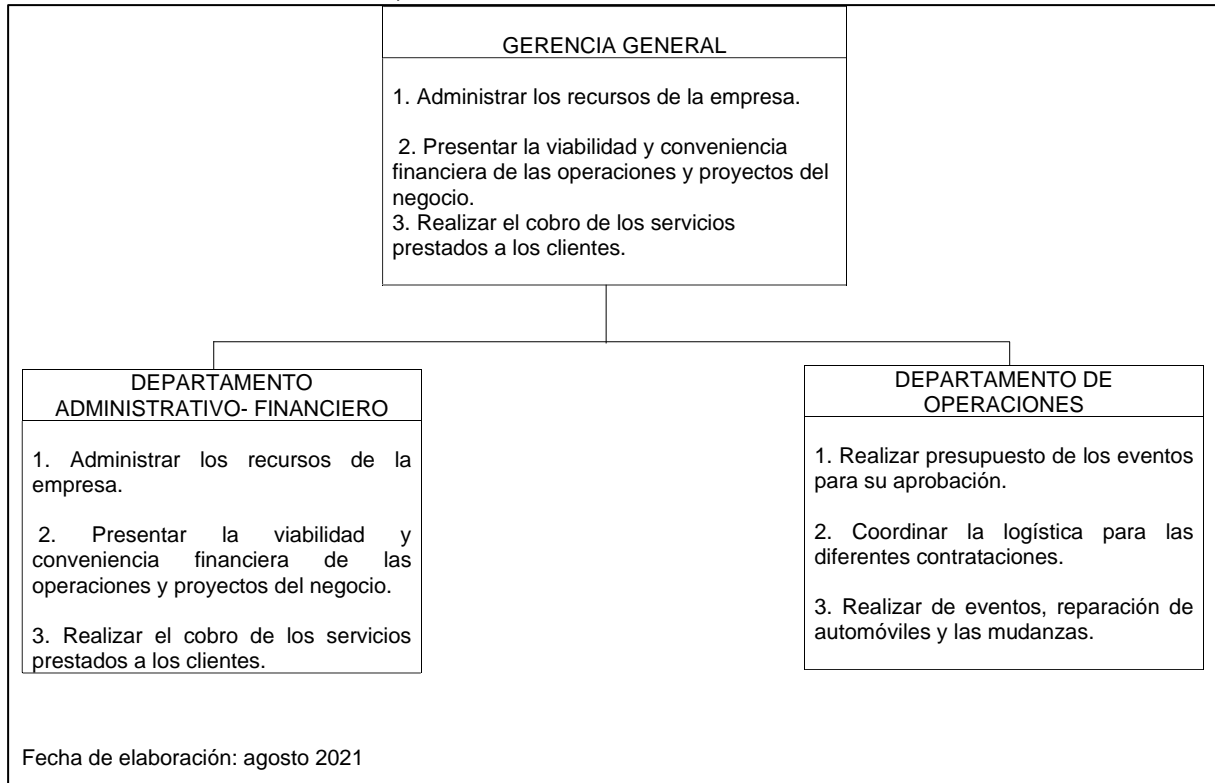 GERENCIA GENERAL
1. Administrar los recursos de la empresa.
2. Presentar la viabilidad y conveniencia
financiera de las operaciones y proyectos del
negocio.
3. Realizar el cobro de los servicios
prestados a los clientes.
DEPARTAMENTO
ADMINISTRATIVO- FINANCIERO
1. Administrar los recursos de la
empresa.
2. Presentar la viabilidad y
conveniencia financiera de las
operaciones y proyectos del negocio.
3. Realizar el cobro de los servicios
prestados a los clientes.
DEPARTAMENTO DE
OPERACIONES
1. Realizar presupuesto de los eventos
para su aprobación.
2. Coordinar la logística para las
diferentes contrataciones.
3. Realizar de eventos, reparación de
automóviles y las mudanzas.
Fecha de elaboración: agosto 2021